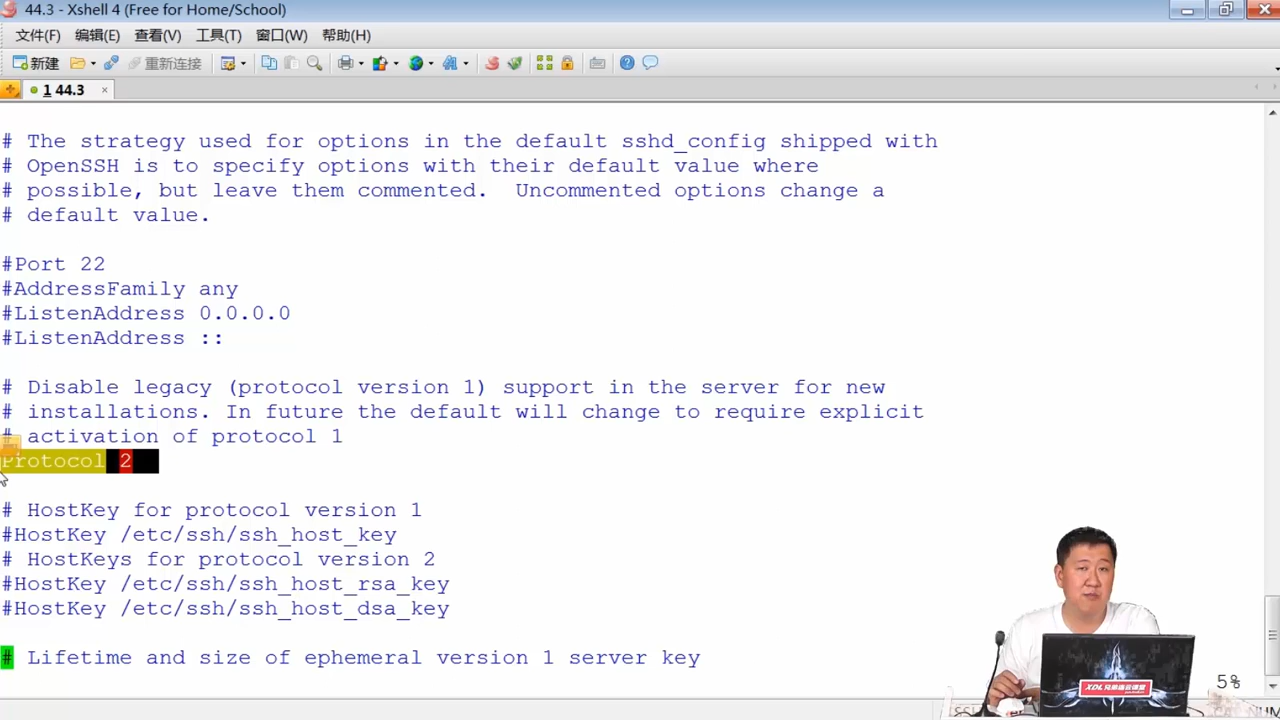 44.3 - Xshell 4 (Free for Home/School)
文件(F) 编辑(E) 查看(V) 工具(T) 窗口(W) 帮助(H)
新建 重新连接
1 44.3
# The strategy used for options in the default sshd_config shipped with
# OpenSSH is to specify options with their default value where
# possible, but leave them commented.  Uncommented options change a
# default value.
#Port 22
#AddressFamily any
#ListenAddress 0.0.0.0
#ListenAddress ::
# Disable legacy (protocol version 1) support in the server for new
# installations. In future the default will change to require explicit
# activation of protocol 1
Protocol 2
# HostKey for protocol version 1
#HostKey /etc/ssh/ssh_host_key
# HostKeys for protocol version 2
#HostKey /etc/ssh/ssh_host_rsa_key
#HostKey /etc/ssh/ssh_host_dsa_key
# Lifetime and size of ephemeral version 1 server key
5%